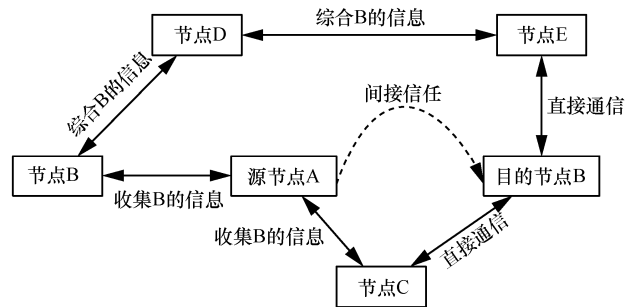 综合B的信息
节点D
节点E
综合B的信息
间接信任
直接通信
节点B
源节点A
目的节点B
收集B的信息
收集B的信息
直接通信
节点C